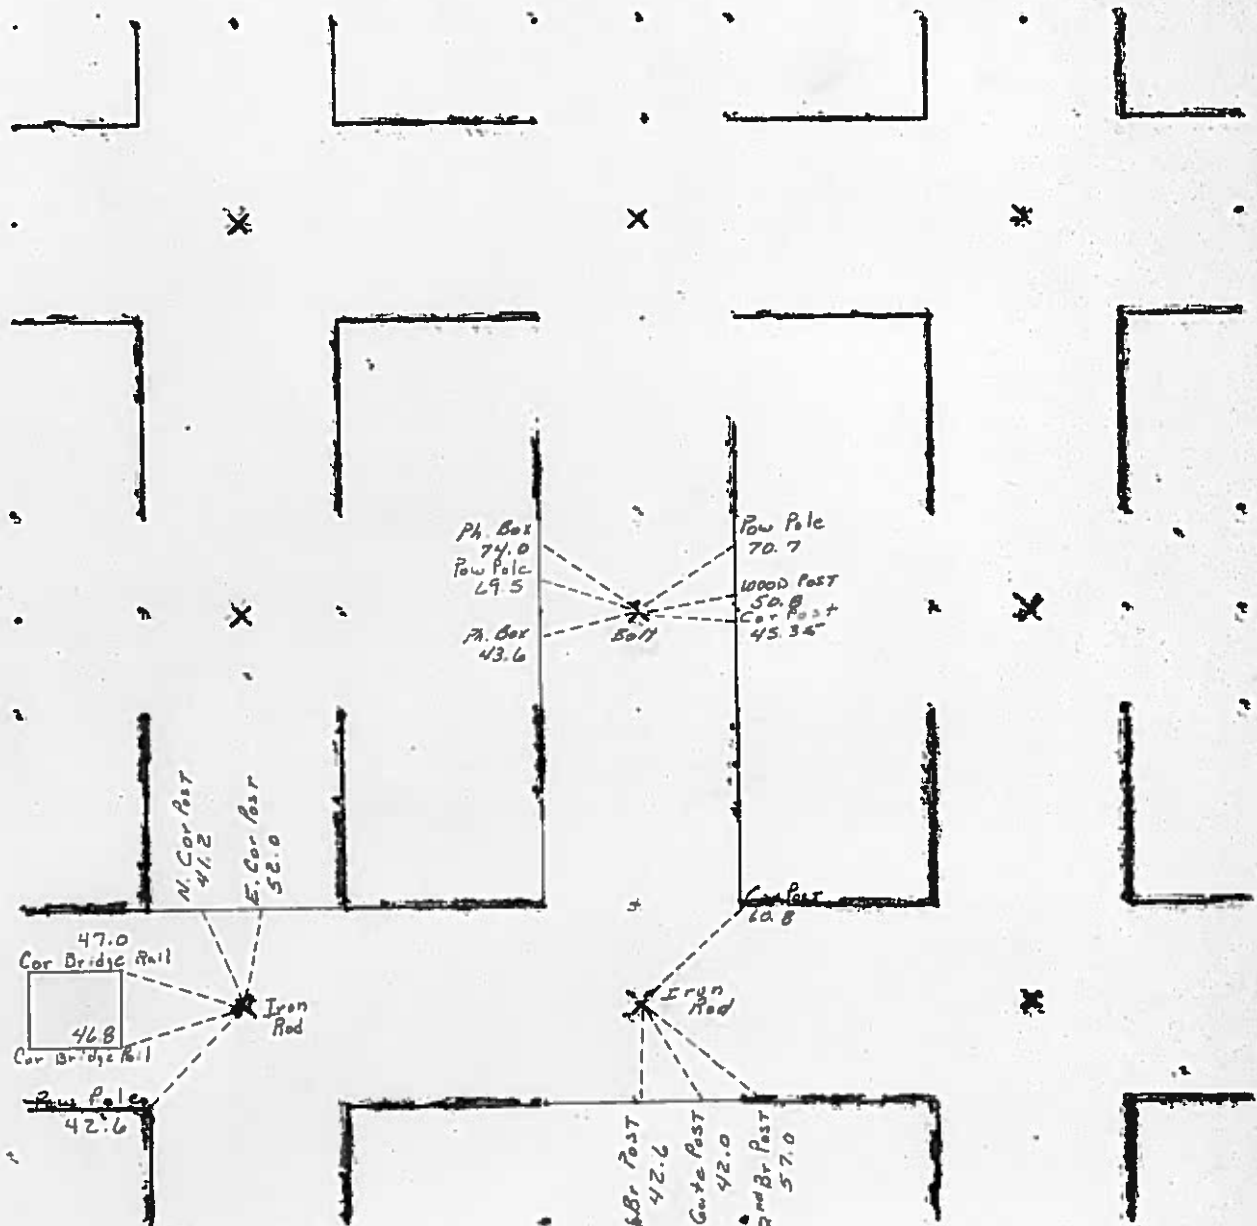 Ph. Box
74.0
Pow Pole
69.5
Ph. Box
43.6
Bolt
Pow Pole
70.7
WOOD POST
50.8
Cor Post
45.35
N. Cor Post
41.2
E. Cor Post
52.0
47.0
Cor Bridge Rail
46.8
Cor Bridge Rail
Iron
Rod
Pow Pole
42.6
Cor Post
60.8
Iron
Rod
Br Post
42.6
Gate Post
42.0
2nd Br Post
57.0